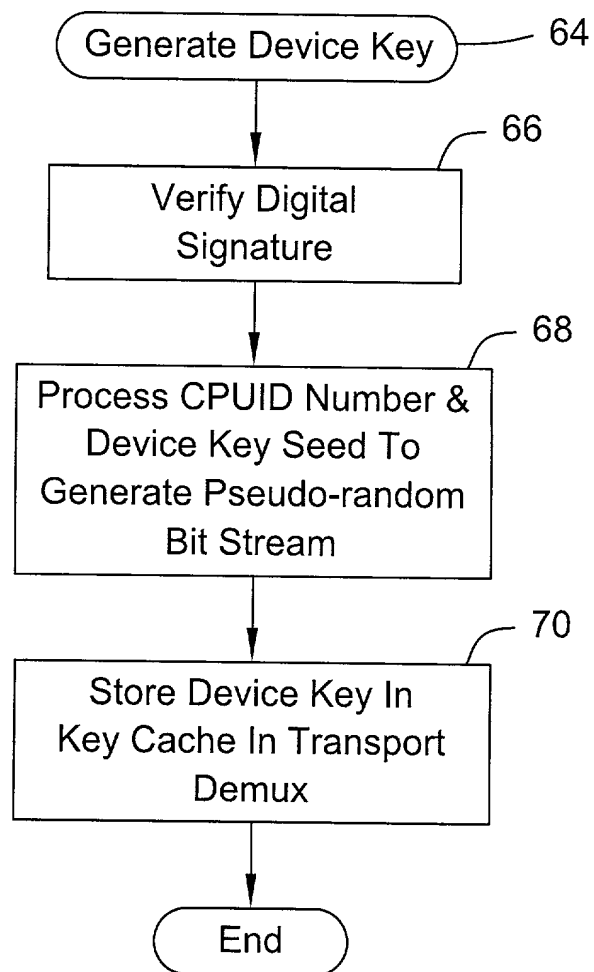 Generate Device Key
64
66
Verify Digital
Signature
68
Process CPUID Number &
Device Key Seed To
Generate Pseudo-random
Bit Stream
70
Store Device Key In
Key Cache In Transport
Demux
End